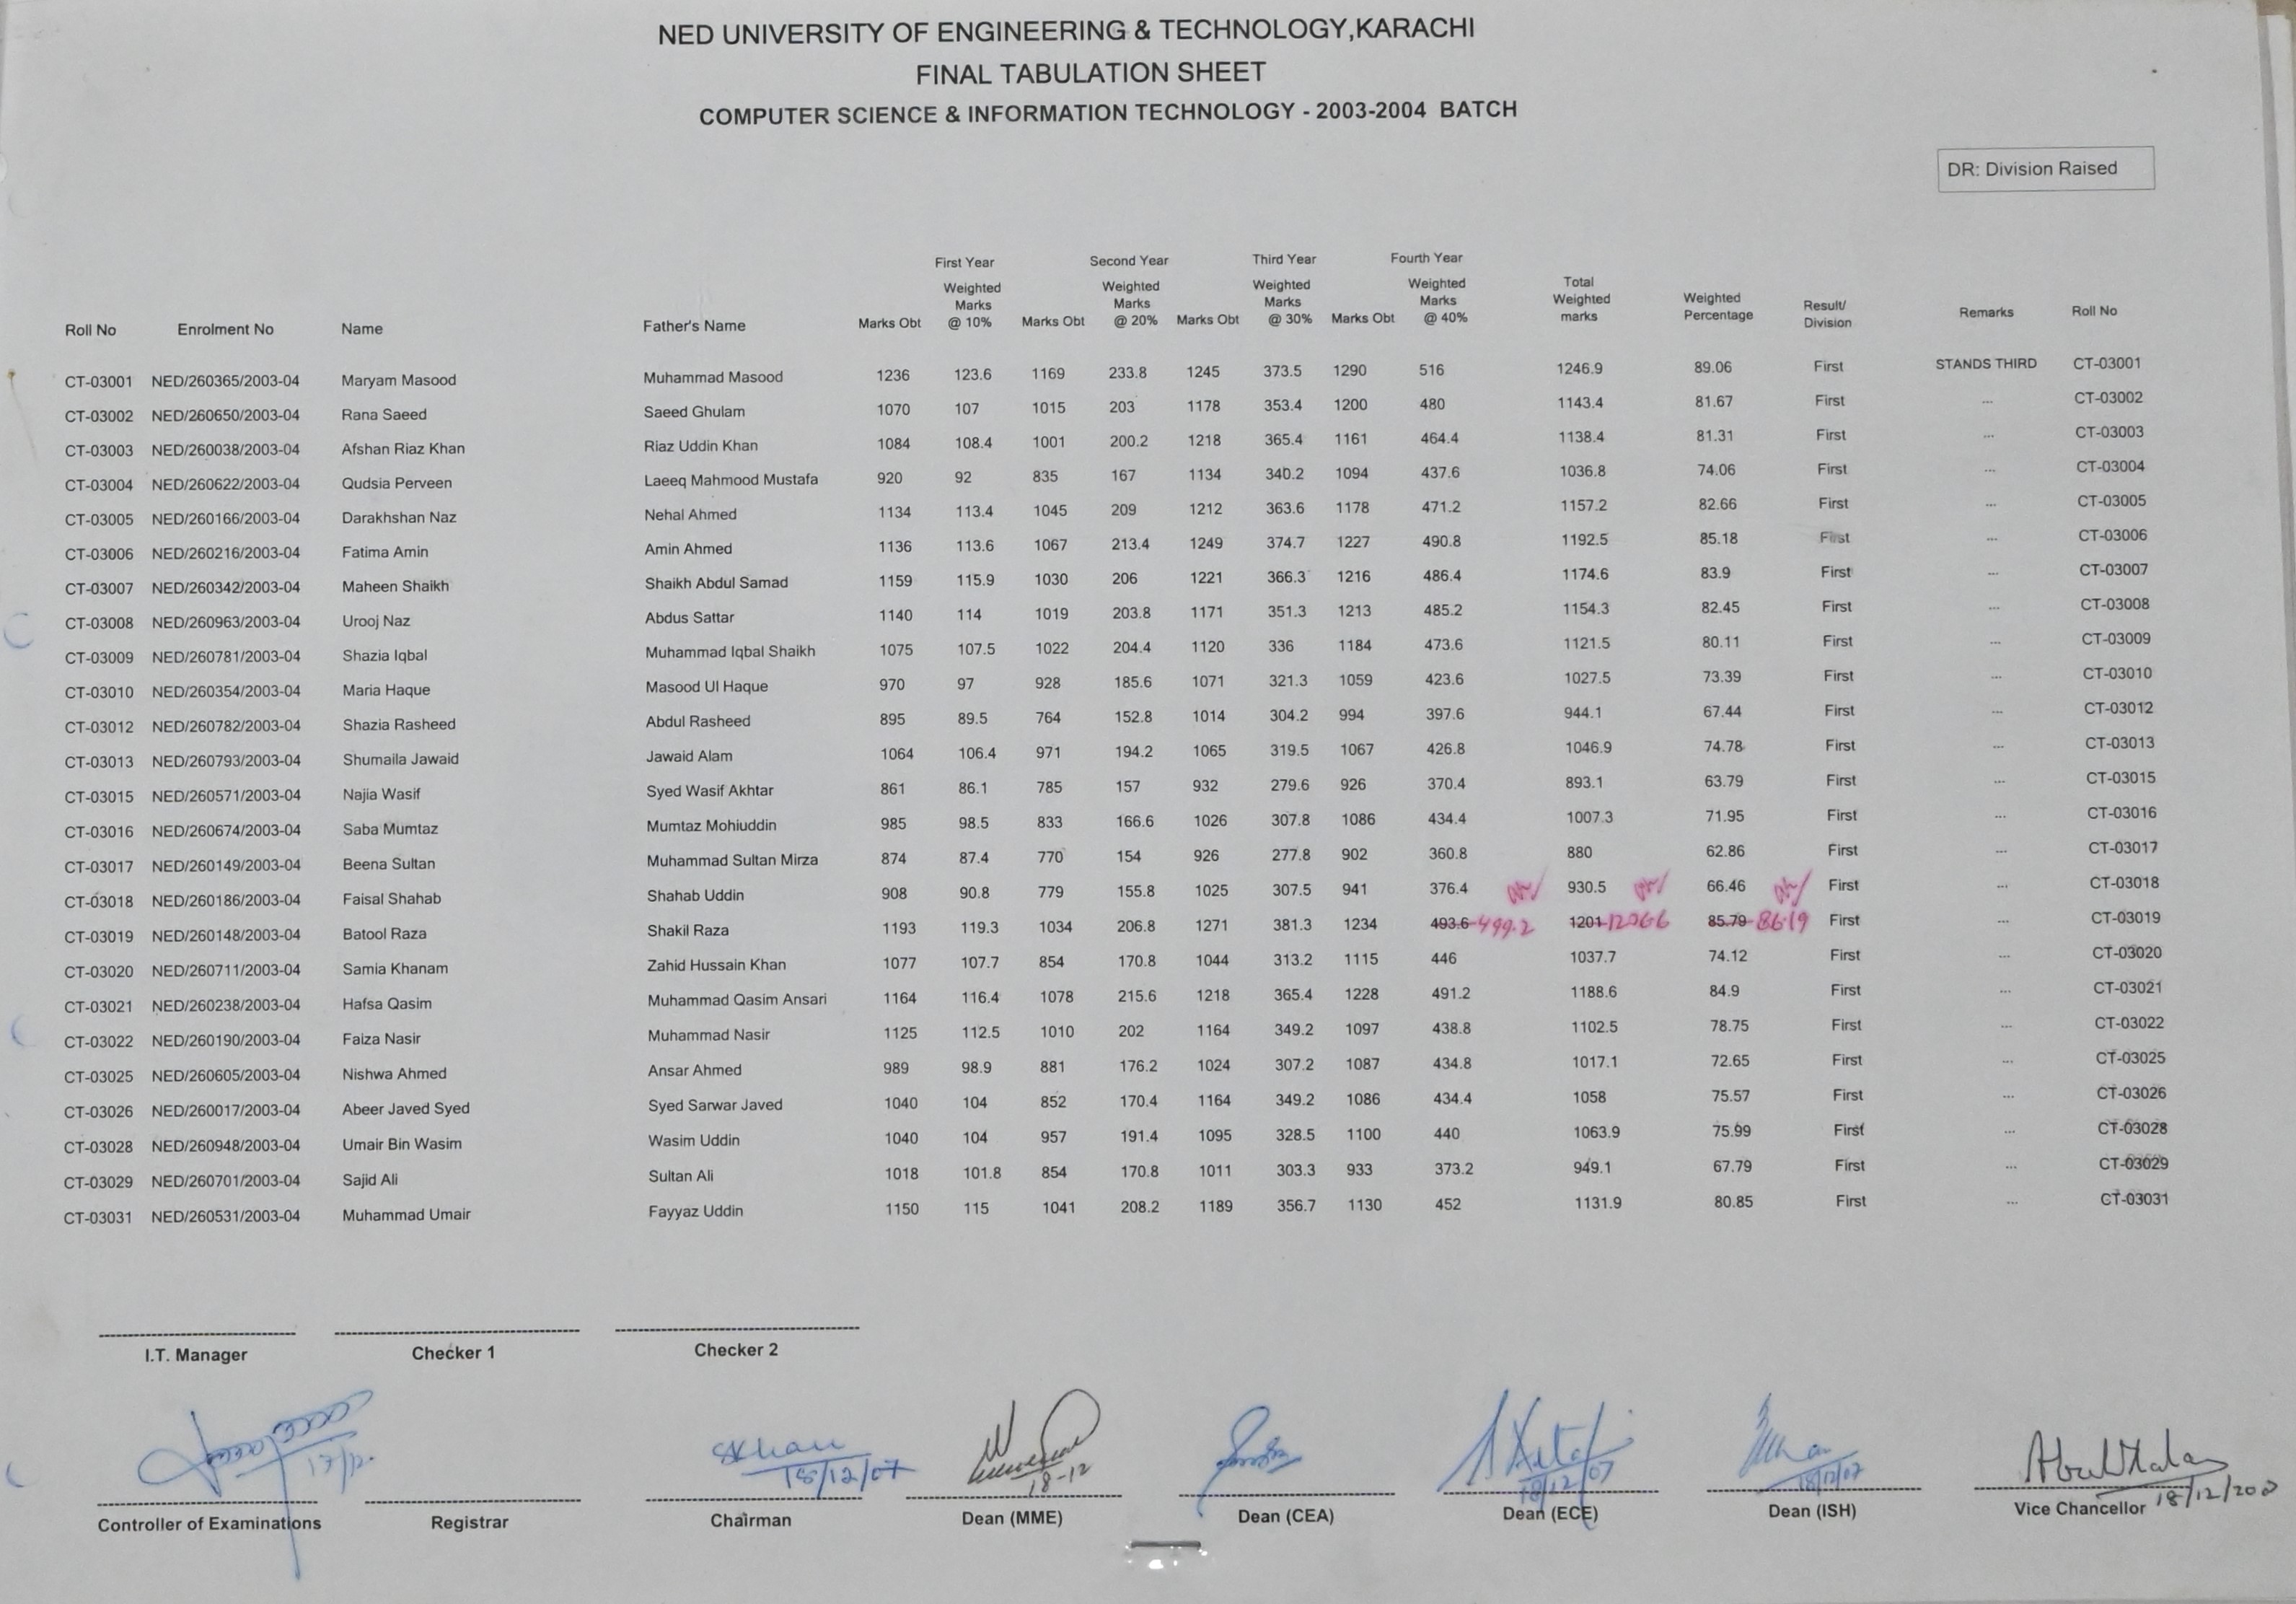 NED UNIVERSITY OF ENGINEERING & TECHNOLOGY,KARACHI
FINAL TABULATION SHEET
COMPUTER SCIENCE & INFORMATION TECHNOLOGY - 2003-2004 BATCH
DR: Division Raised
First Year Second Year Third Year Fourth Year
Roll No Enrolment No Name Father's Name Marks Obt Weighted Marks @ 10% Marks Obt Weighted Marks @ 20% Marks Obt Weighted Marks @ 30% Marks Obt Weighted Marks @ 40% Total Weighted marks Weighted Percentage Result/ Division Remarks Roll No
CT-03001 NED/260365/2003-04 Maryam Masood Muhammad Masood 1236 123.6 1169 233.8 1245 373.5 1290 516 1246.9 89.06 First STANDS THIRD CT-03001
CT-03002 NED/260650/2003-04 Rana Saeed Saeed Ghulam 1070 107 1015 203 1178 353.4 1200 480 1143.4 81.67 First ... CT-03002
CT-03003 NED/260038/2003-04 Afshan Riaz Khan Riaz Uddin Khan 1084 108.4 1001 200.2 1218 365.4 1161 464.4 1138.4 81.31 First ... CT-03003
CT-03004 NED/260622/2003-04 Qudsia Perveen Laeeq Mahmood Mustafa 920 92 835 167 1134 340.2 1094 437.6 1036.8 74.06 First ... CT-03004
CT-03005 NED/260166/2003-04 Darakhshan Naz Nehal Ahmed 1134 113.4 1045 209 1212 363.6 1178 471.2 1157.2 82.66 First ... CT-03005
CT-03006 NED/260216/2003-04 Fatima Amin Amin Ahmed 1136 113.6 1067 213.4 1249 374.7 1227 490.8 1192.5 85.18 First ... CT-03006
CT-03007 NED/260342/2003-04 Maheen Shaikh Shaikh Abdul Samad 1159 115.9 1030 206 1221 366.3 1216 486.4 1174.6 83.9 First ... CT-03007
CT-03008 NED/260963/2003-04 Urooj Naz Abdus Sattar 1140 114 1019 203.8 1171 351.3 1213 485.2 1154.3 82.45 First ... CT-03008
CT-03009 NED/260781/2003-04 Shazia Iqbal Muhammad Iqbal Shaikh 1075 107.5 1022 204.4 1120 336 1184 473.6 1121.5 80.11 First ... CT-03009
CT-03010 NED/260354/2003-04 Maria Haque Masood Ul Haque 970 97 928 185.6 1071 321.3 1059 423.6 1027.5 73.39 First ... CT-03010
CT-03012 NED/260782/2003-04 Shazia Rasheed Abdul Rasheed 895 89.5 764 152.8 1014 304.2 994 397.6 944.1 67.44 First ... CT-03012
CT-03013 NED/260793/2003-04 Shumaila Jawaid Jawaid Alam 1064 106.4 971 194.2 1065 319.5 1067 426.8 1046.9 74.78 First ... CT-03013
CT-03015 NED/260571/2003-04 Najia Wasif Syed Wasif Akhtar 861 86.1 785 157 932 279.6 926 370.4 893.1 63.79 First ... CT-03015
CT-03016 NED/260674/2003-04 Saba Mumtaz Mumtaz Mohiuddin 985 98.5 833 166.6 1026 307.8 1086 434.4 1007.3 71.95 First ... CT-03016
CT-03017 NED/260149/2003-04 Beena Sultan Muhammad Sultan Mirza 874 87.4 770 154 926 277.8 902 360.8 880 62.86 First ... CT-03017
CT-03018 NED/260186/2003-04 Faisal Shahab Shahab Uddin 908 90.8 779 155.8 1025 307.5 941 376.4 930.5 66.46 First ... CT-03018
CT-03019 NED/260148/2003-04 Batool Raza Shakil Raza 1193 119.3 1034 206.8 1271 381.3 1234 493.6 499.2 1201 1206.6 85.79 86.19 First ... CT-03019
CT-03020 NED/260711/2003-04 Samia Khanam Zahid Hussain Khan 1077 107.7 854 170.8 1044 313.2 1115 446 1037.7 74.12 First ... CT-03020
CT-03021 NED/260238/2003-04 Hafsa Qasim Muhammad Qasim Ansari 1164 116.4 1078 215.6 1218 365.4 1228 491.2 1188.6 84.9 First ... CT-03021
CT-03022 NED/260190/2003-04 Faiza Nasir Muhammad Nasir 1125 112.5 1010 202 1164 349.2 1097 438.8 1102.5 78.75 First ... CT-03022
CT-03025 NED/260605/2003-04 Nishwa Ahmed Ansar Ahmed 989 98.9 881 176.2 1024 307.2 1087 434.8 1017.1 72.65 First ... CT-03025
CT-03026 NED/260017/2003-04 Abeer Javed Syed Syed Sarwar Javed 1040 104 852 170.4 1164 349.2 1086 434.4 1058 75.57 First ... CT-03026
CT-03028 NED/260948/2003-04 Umair Bin Wasim Wasim Uddin 1040 104 957 191.4 1095 328.5 1100 440 1063.9 75.99 First ... CT-03028
CT-03029 NED/260701/2003-04 Sajid Ali Sultan Ali 1018 101.8 854 170.8 1011 303.3 933 373.2 949.1 67.79 First ... CT-03029
CT-03031 NED/260531/2003-04 Muhammad Umair Fayyaz Uddin 1150 115 1041 208.2 1189 356.7 1130 452 1131.9 80.85 First ... CT-03031
I.T. Manager Checker 1 Checker 2
17/12 SKhan 18/12/07 18-12 18/12/07 18/12/07 18/12/200
Controller of Examinations Registrar Chairman Dean (MME) Dean (CEA) Dean (ECE) Dean (ISH) Vice Chancellor